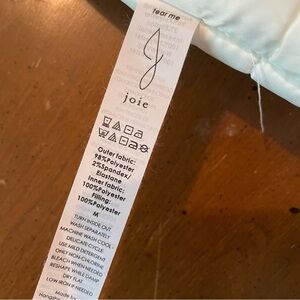 tear me
joie
Outer fabric:
98%Polyester
2%Spandex/
Elastane
Inner fabric:
100%Polyester
Filling:
100%Polyester
M
TURN INSIDE OUT
WASH SEPARATELY
MACHINE WASH COOL-
DELICATE CYCLE
USE MILD DETERGENT
ONLY NON-CHLORINE
BLEACH WHEN NEEDED
RESHAPE WHILE DAMP
DRY FLAT
LOW IRON IF NEEDED
Made by